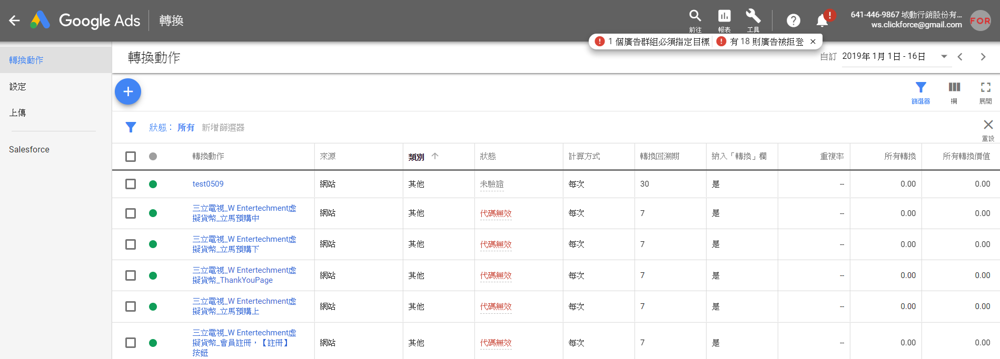 Google Ads
轉換
前往
報表
工具
?
!
641-446-9867 域動行銷股份有...
ws.clickforce@gmail.com
FOR
! 1 個廣告群組必須指定目標 ! 有 18 則廣告被拒登 ×
轉換動作
設定
上傳
Salesforce
轉換動作
自訂 2019年 1月 1日 - 16日
+
篩選器
欄
展開
狀態： 所有 新增篩選器
重設
轉換動作 來源 類別 ↑ 狀態 計算方式 轉換回溯期 納入「轉換」欄 重複率 所有轉換 所有轉換價值
test0509 網站 其他 未驗證 每次 30 是 -- 0.00 0.00
三立電視_W Entertechment虛
擬貨幣_立馬預購中 網站 其他 代碼無效 每次 7 是 -- 0.00 0.00
三立電視_W Entertechment虛
擬貨幣_立馬預購下 網站 其他 代碼無效 每次 7 是 -- 0.00 0.00
三立電視_W Entertechment虛
擬貨幣_ThankYouPage 網站 其他 代碼無效 每次 7 是 -- 0.00 0.00
三立電視_W Entertechment虛
擬貨幣_立馬預購上 網站 其他 代碼無效 每次 7 是 -- 0.00 0.00
三立電視_W Entertechment虛
擬貨幣_會員註冊，【註冊】 網站 其他 代碼無效 每次 7 是 -- 0.00 0.00
按鈕